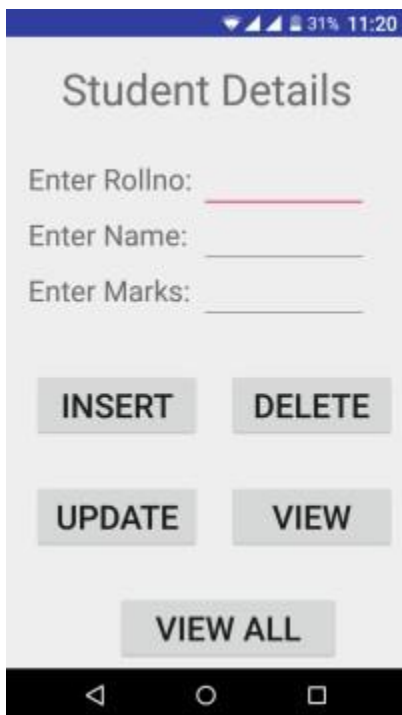 31% 11:20
Student Details
Enter Rollno:
Enter Name:
Enter Marks:
INSERT DELETE
UPDATE VIEW
VIEW ALL